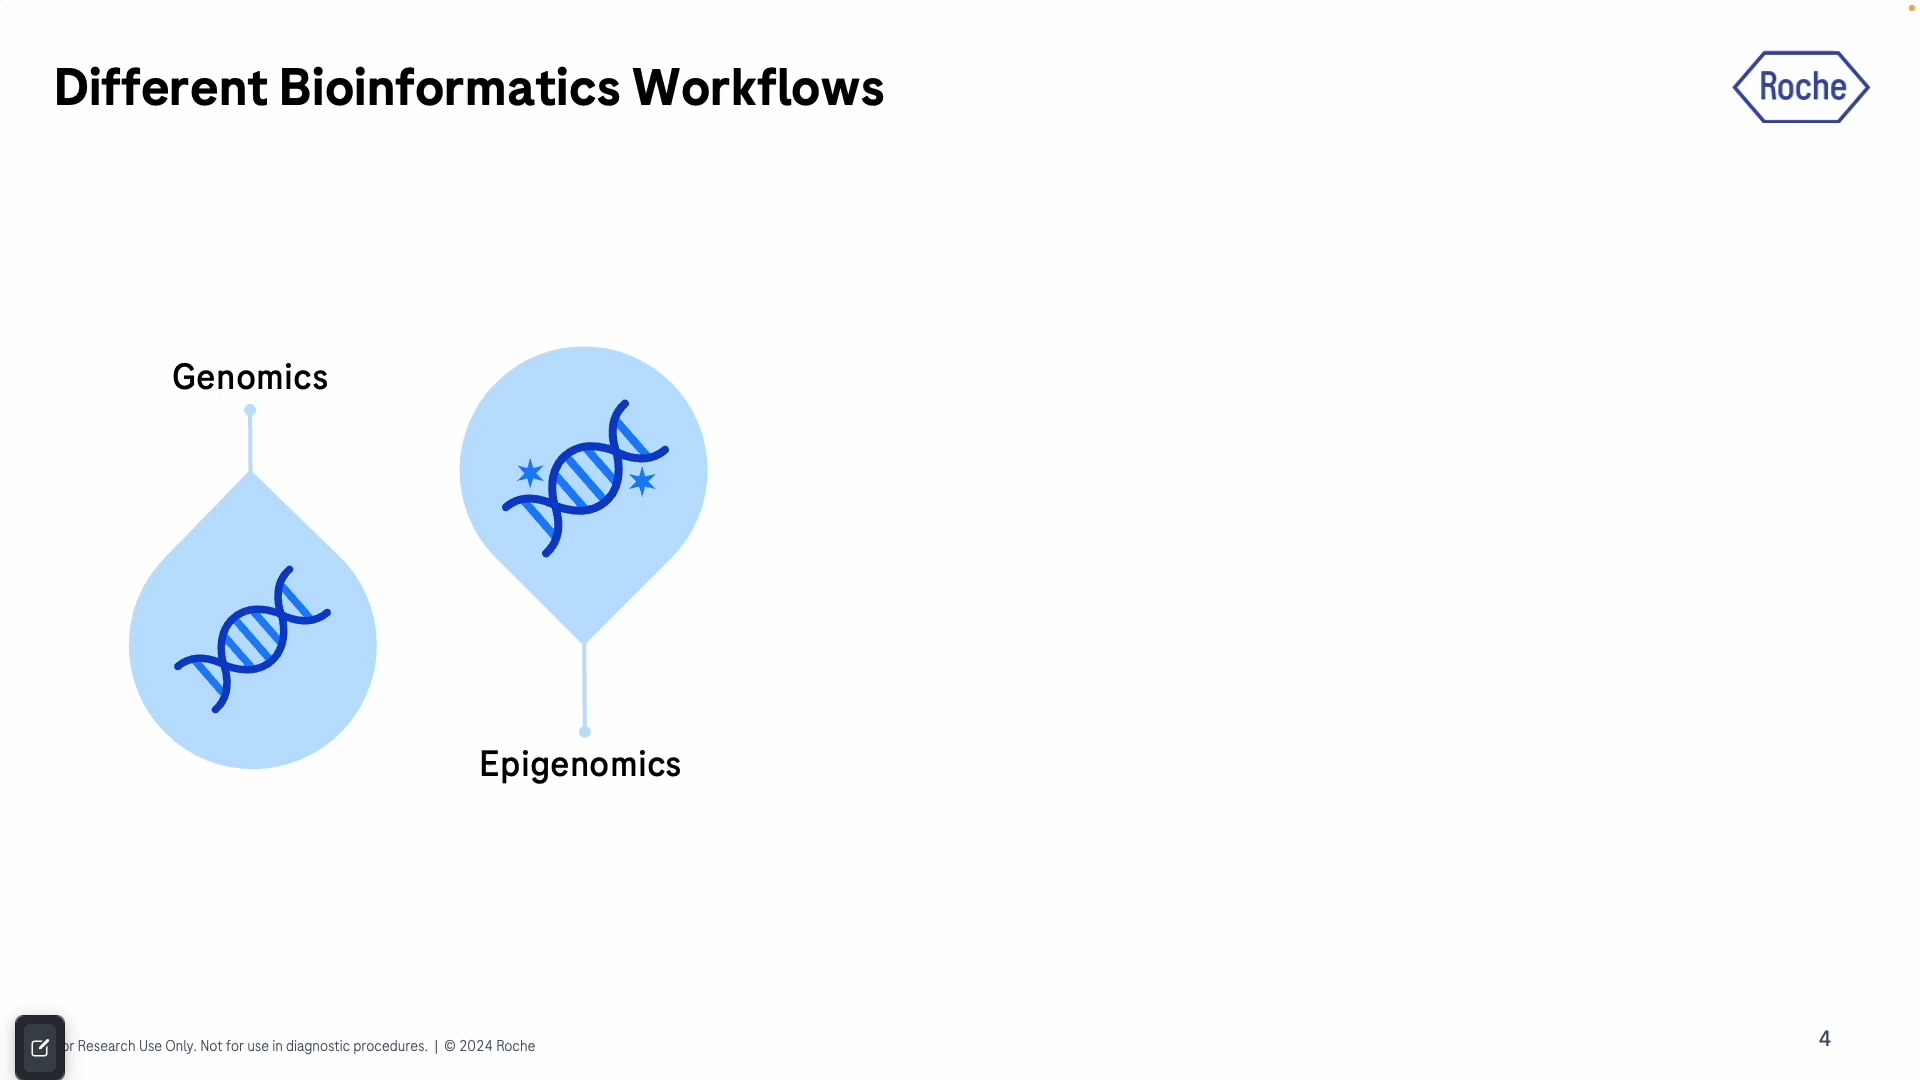 Different Bioinformatics Workflows
Roche
Genomics
Epigenomics
or Research Use Only. Not for use in diagnostic procedures. | © 2024 Roche
4